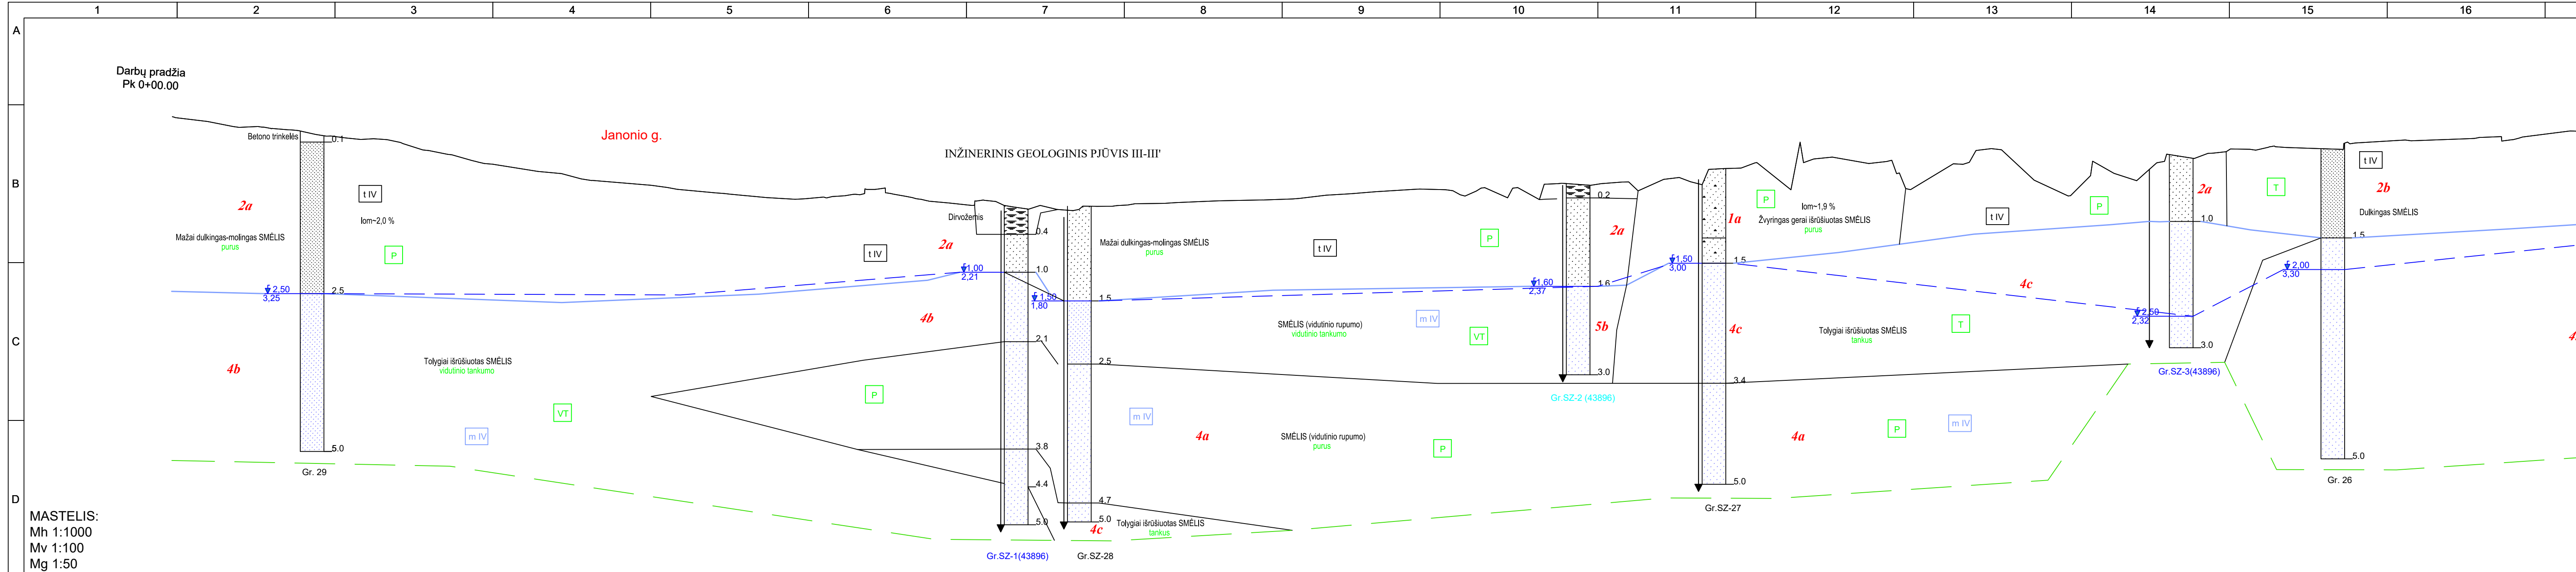 1 2 3 4 5 6 7 8 9 10 11 12 13 14 15 16
A
Darbų pradžia
Pk 0+00.00
Janonio g.
INŽINERINIS GEOLOGINIS PJŪVIS III-III'
B
Betono trinkelės
0.1
t IV
Iom~2,0 %
2a
Mažai dulkingas-molingas SMĖLIS
purus
P
2,50
3,25
2.5
t IV
2a
Dirvožemis
0.4
1,00
2,21
1.0
1,50
1,80
1.5
Mažai dulkingas-molingas SMĖLIS
purus
t IV
P
0.2
2a
1,60
2,37
1.6
1,50
3,00
1.5
1a
P
Iom~1,9 %
Žvyringas gerai išrūšiuotas SMĖLIS
purus
t IV
P
2a
1.0
T
t IV
2b
Dulkingas SMĖLIS
1.5
2,00
3,30
C
4b
Tolygiai išrūšiuotas SMĖLIS
vidutinio tankumo
VT
m IV
5.0
Gr. 29
4b
2.1
2.5
P
3.8
4.4
5.0
Gr.SZ-1(43896)
4.7
5.0
4c
Gr.SZ-28
Tolygiai išrūšiuotas SMĖLIS
tankus
SMĖLIS (vidutinio rupumo)
vidutinio tankumo
m IV
VT
5b
3.0
Gr.SZ-2 (43896)
4c
3.4
Tolygiai išrūšiuotas SMĖLIS
tankus
4c
T
2,50
2,32
3.0
Gr.SZ-3(43896)
m IV
4a
SMĖLIS (vidutinio rupumo)
purus
P
5.0
Gr.SZ-27
4a
P
m IV
5.0
Gr. 26
D
MASTELIS:
Mh 1:1000
Mv 1:100
Mg 1:50